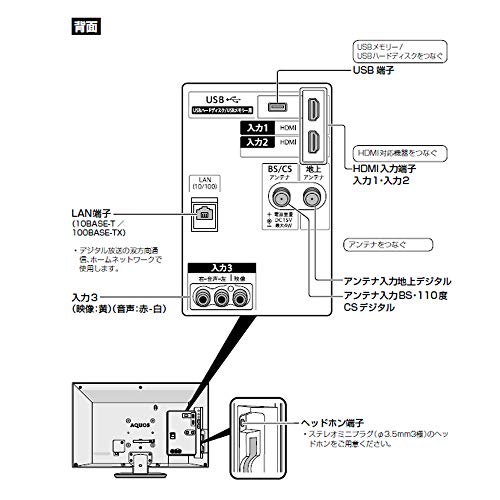 背面
USBメモリー/
USBハードディスクをつなぐ
USB 端子
USB
USBハードディスク/USBメモリー用
入力1 HDMI
入力2 HDMI
HDMI対応機器をつなぐ
HDMI入力端子
入力1・入力2
BS/CS
アンテナ
地上
アンテナ
LAN
(10/100)
電源重畳
DC15V
最大4W
LAN端子
(10BASE-T /
100BASE-TX)
・デジタル放送の双方向通
信、ホームネットワークで
使用します。
アンテナをつなぐ
入力3
右-音声-左 映像
アンテナ入力地上デジタル
アンテナ入力BS・110度
CSデジタル
入力3
(映像:黄)(音声:赤-白)
AQUOS
ヘッドホン端子
・ステレオミニプラグ(φ3.5mm3極)のヘッ
ドホンをご用意ください。